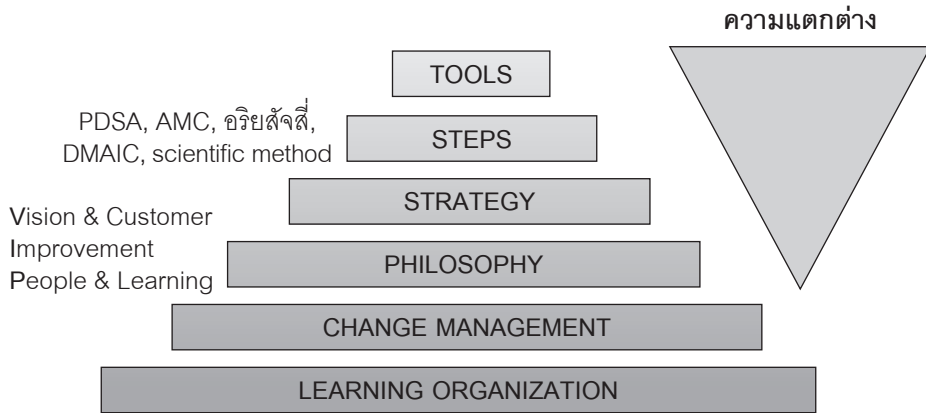 ความแตกต่าง
TOOLS
PDSA, AMC, อริยสัจสี่,
DMAIC, scientific method
STEPS
STRATEGY
Vision & Customer
Improvement
People & Learning
PHILOSOPHY
CHANGE MANAGEMENT
LEARNING ORGANIZATION